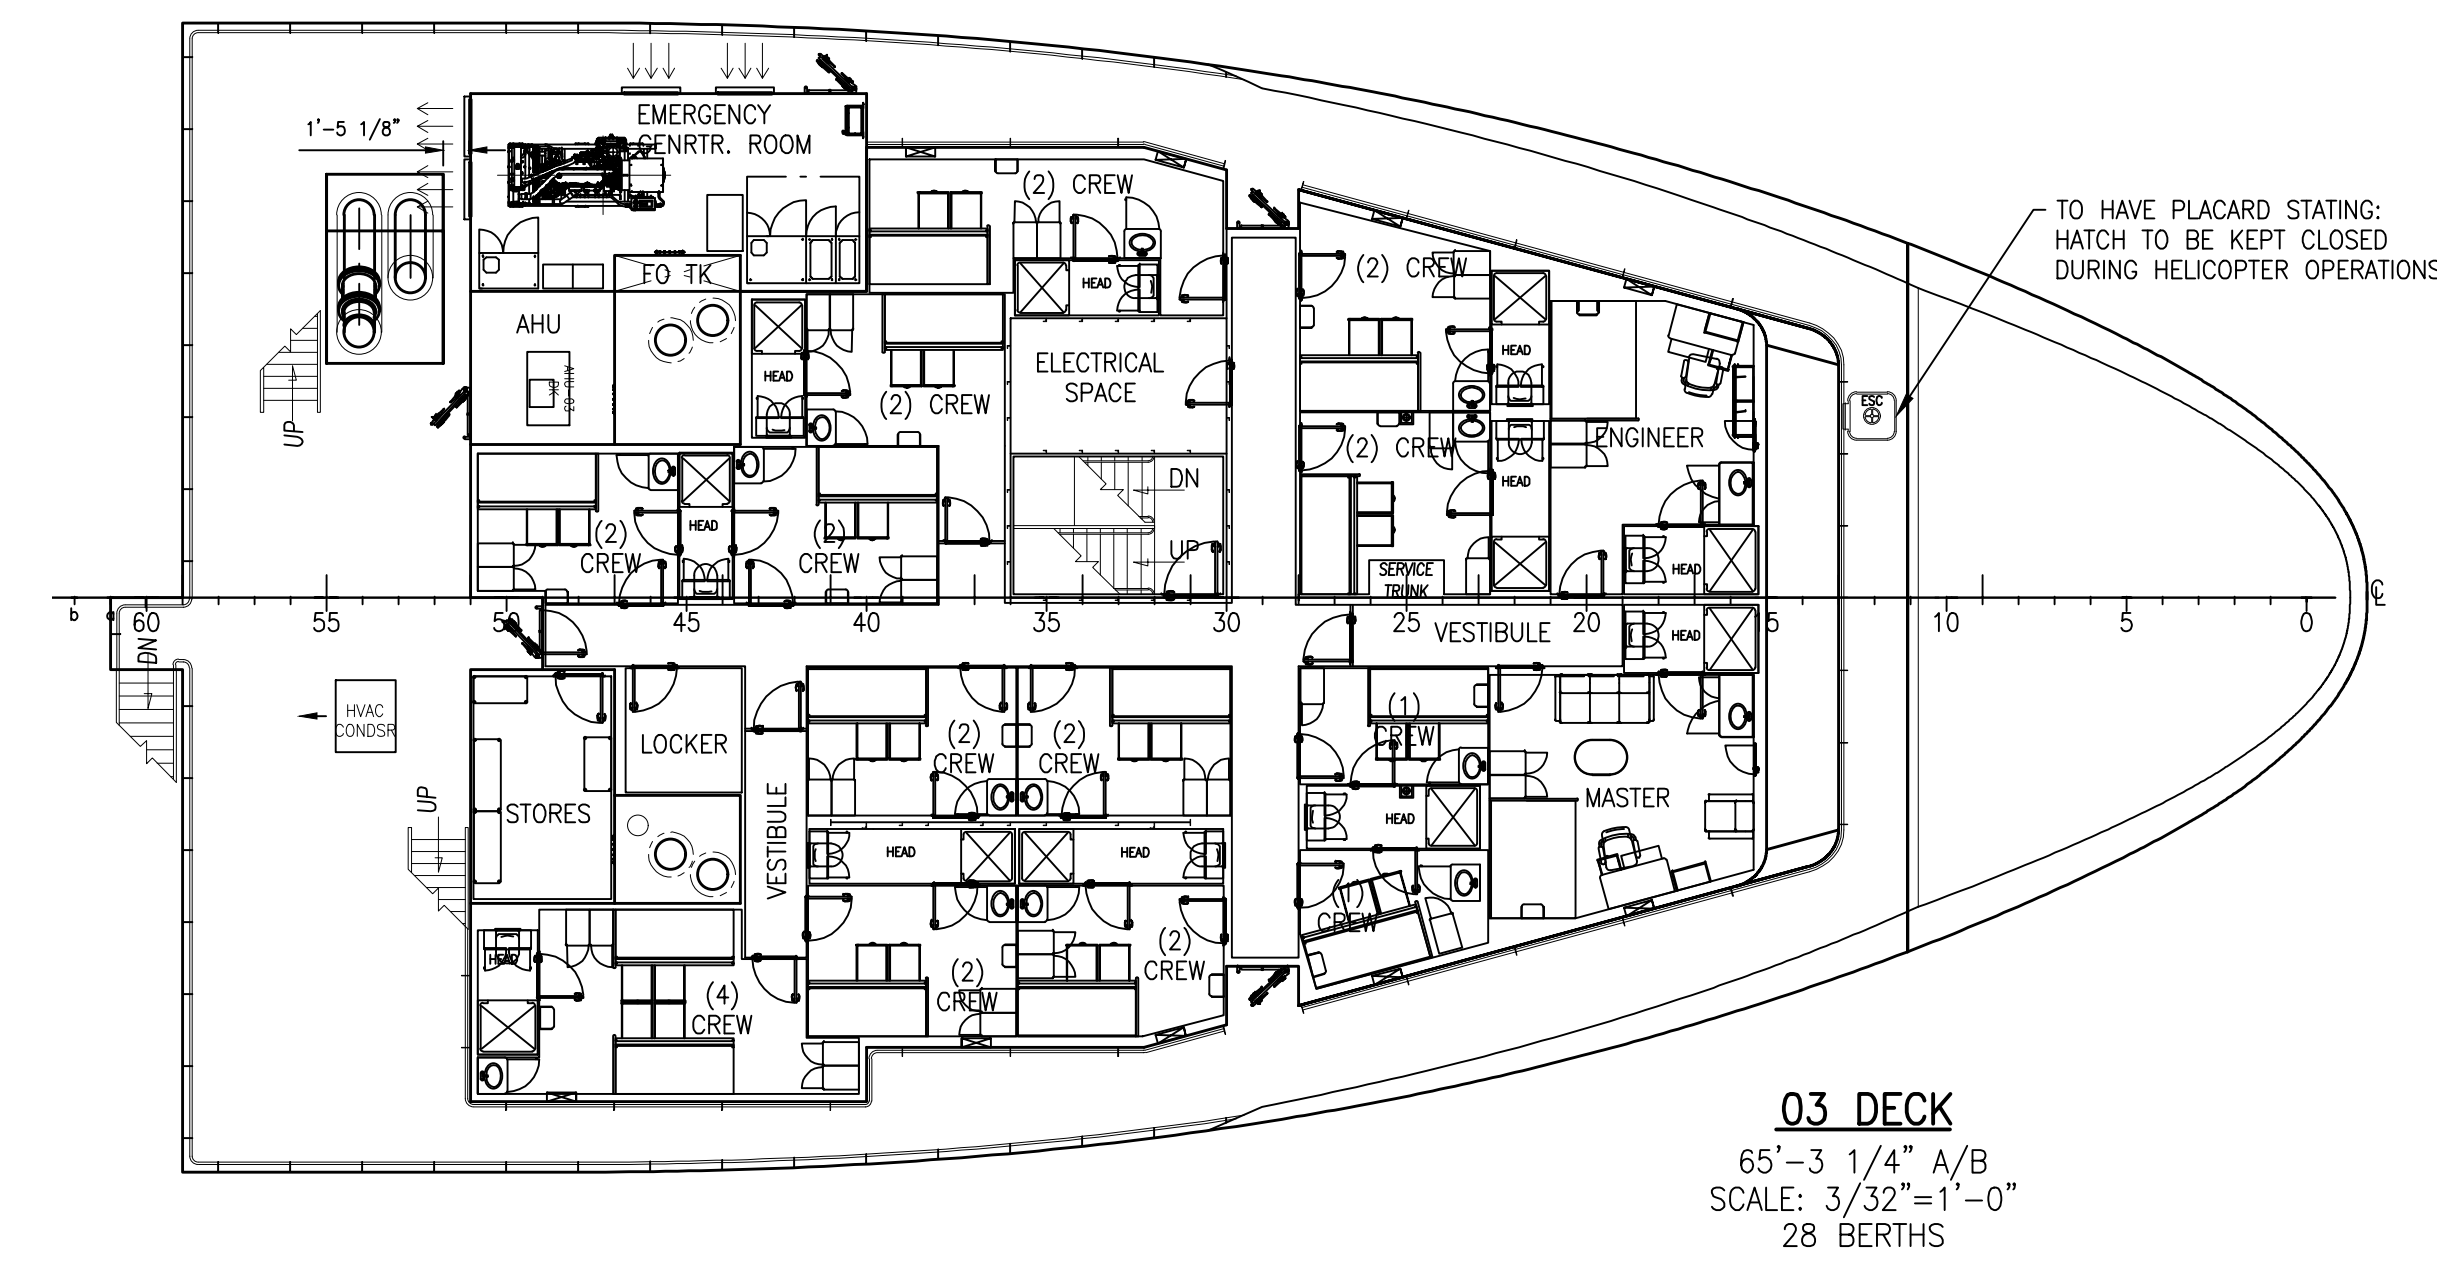 EMERGENCY
GENRTR. ROOM
1'-5 1/8"
(2) CREW
TO HAVE PLACARD STATING:
HATCH TO BE KEPT CLOSED
DURING HELICOPTER OPERATIONS
FO TK
HEAD
(2) CREW
AHU
AHU-03
DK
HEAD
ELECTRICAL
SPACE
HEAD
(2) CREW
UP
ESC
(2) CREW
ENGINEER
DN
HEAD
HEAD
(2)
CREW
(2)
CREW
UP
SERVICE
TRUNK
HEAD
b
a
60
55
50
45
40
35
30
25
20
15
10
5
0
CL
DN
VESTIBULE
HEAD
HVAC
CONDSR
LOCKER
(2)
CREW
(2)
CREW
(1)
CREW
UP
STORES
VESTIBULE
MASTER
HEAD
HEAD
HEAD
(1)
CREW
HEAD
(4)
CREW
(2)
CREW
(2)
CREW
03 DECK
65'-3 1/4" A/B
SCALE: 3/32"=1'-0"
28 BERTHS